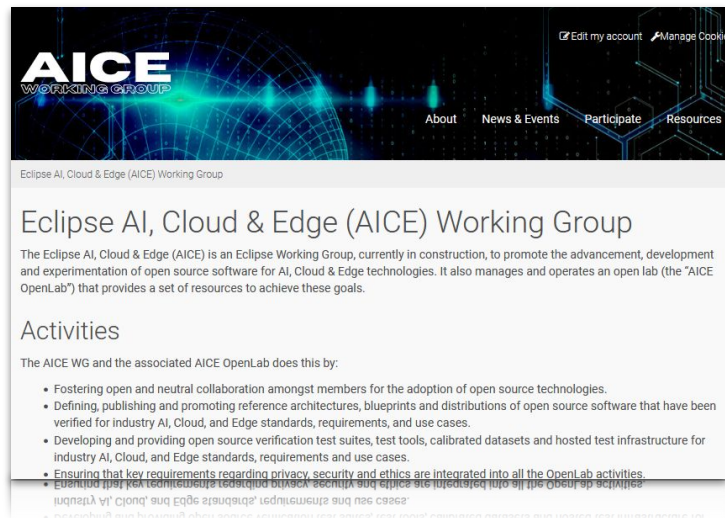 Edit my account Manage Cookie
AICE
WORKING GROUP
About News & Events Participate Resources
Eclipse AI, Cloud & Edge (AICE) Working Group
Eclipse AI, Cloud & Edge (AICE) Working Group
The Eclipse AI, Cloud & Edge (AICE) is an Eclipse Working Group, currently in construction, to promote the advancement, development
and experimentation of open source software for AI, Cloud & Edge technologies. It also manages and operates an open lab (the “AICE
OpenLab”) that provides a set of resources to achieve these goals.
Activities
The AICE WG and the associated AICE OpenLab does this by:
• Fostering open and neutral collaboration amongst members for the adoption of open source technologies.
• Defining, publishing and promoting reference architectures, blueprints and distributions of open source software that have been
verified for industry AI, Cloud, and Edge standards, requirements, and use cases.
• Developing and providing open source verification test suites, test tools, calibrated datasets and hosted test infrastructure for
industry AI, Cloud, and Edge standards, requirements and use cases.
• Ensuring that key requirements regarding privacy, security and ethics are integrated into all the OpenLab activities.